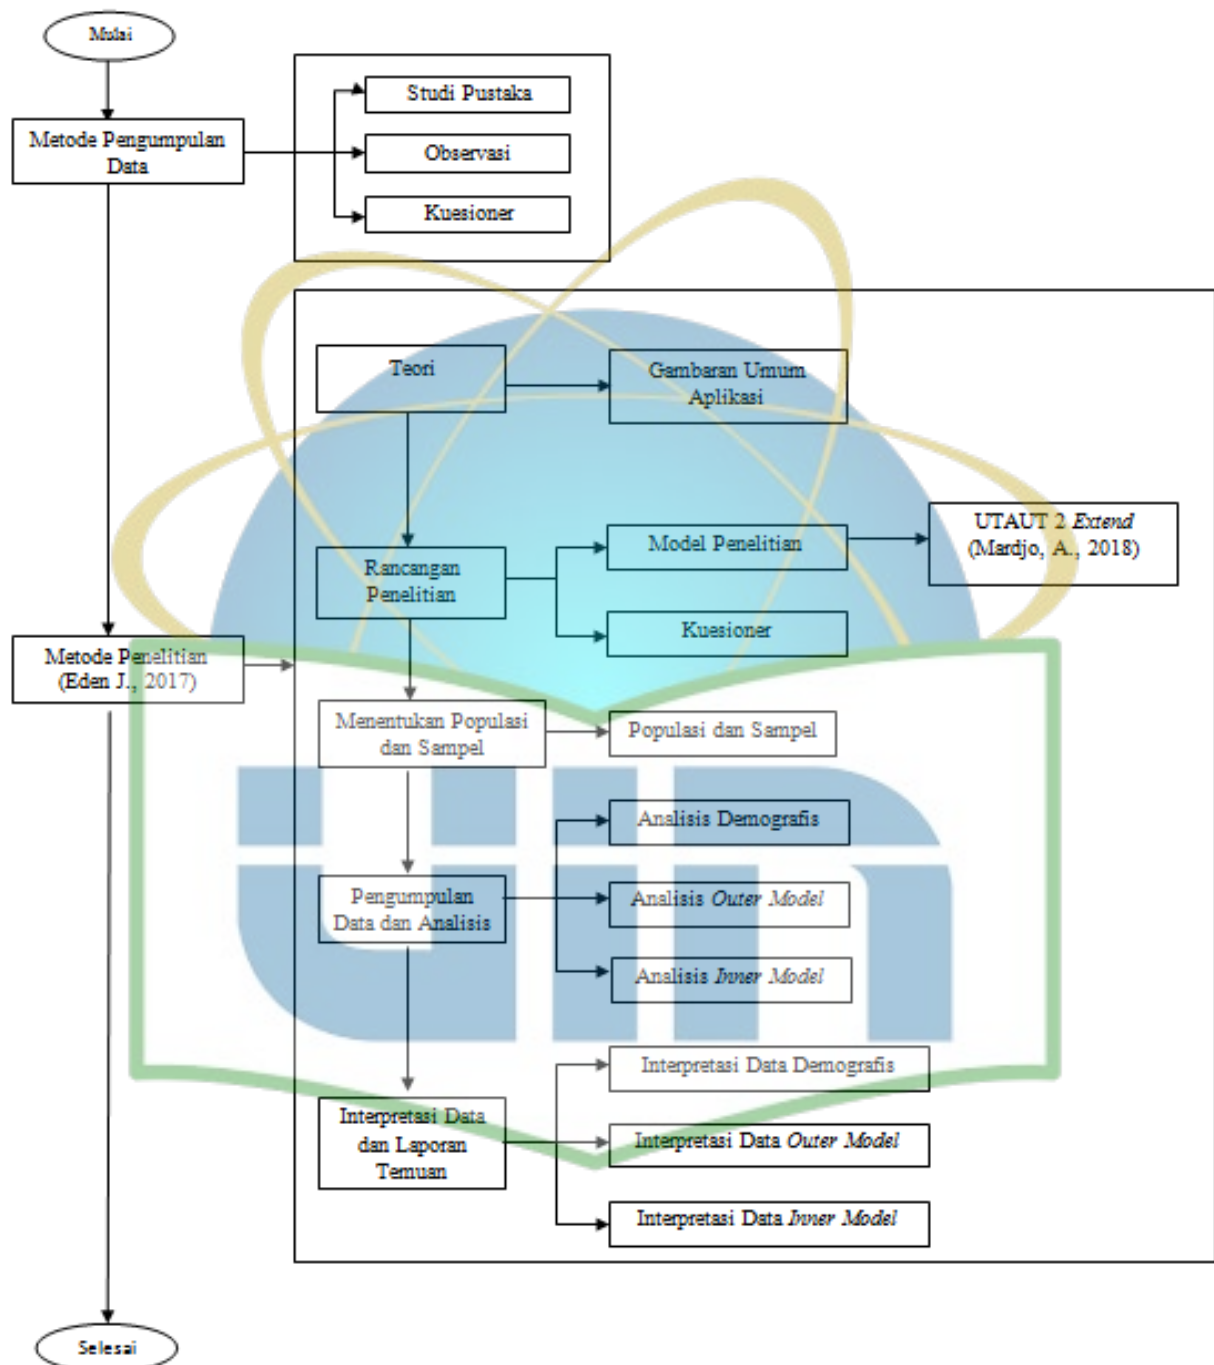 Mulai
Metode Pengumpulan
Data
Studi Pustaka
Observasi
Kuesioner
Teori
Gambaran Umum
Aplikasi
Rancangan
Penelitian
Model Penelitian
UTAUT 2 Extend
(Mardjo, A., 2018)
Kuesioner
Metode Penelitian
(Eden J., 2017)
Menentukan Populasi
dan Sampel
Populasi dan Sampel
Pengumpulan
Data dan Analisis
Analisis Demografis
Analisis Outer Model
Analisis Inner Model
Interpretasi Data
dan Laporan
Temuan
Interpretasi Data Demografis
Interpretasi Data Outer Model
Interpretasi Data Inner Model
Selesai
uin